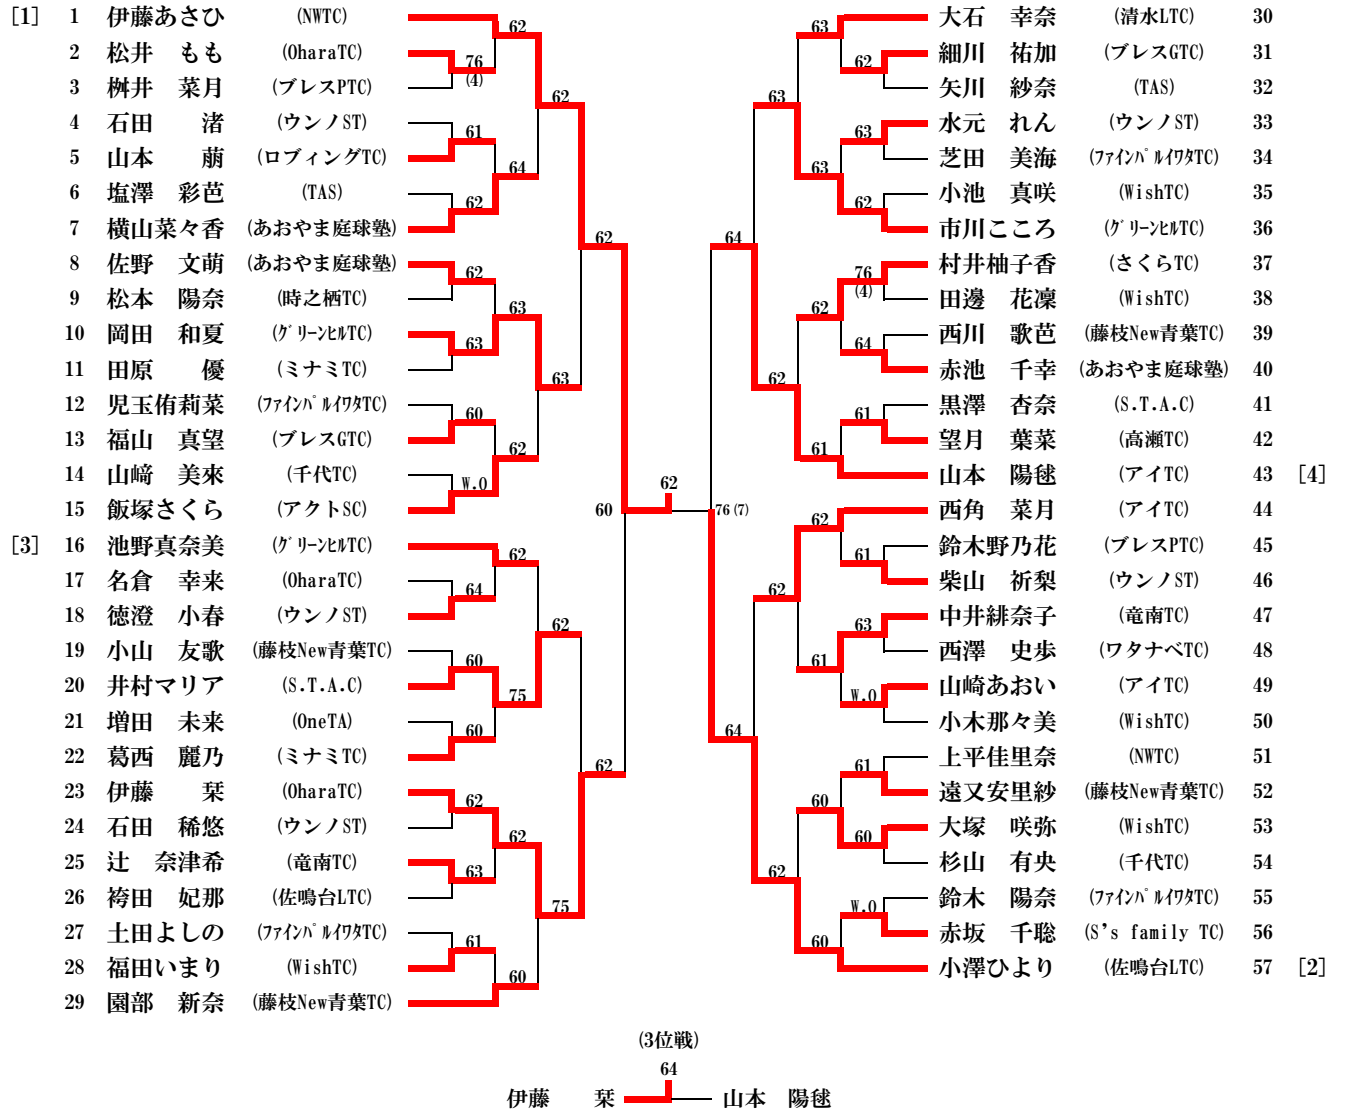 [1] 1 伊藤あさひ (NWTC)
2 松井 もも (OharaTC)
3 桝井 菜月 (ブレスPTC)
4 石田 渚 (ウンノST)
5 山本 萠 (ロブィングTC)
6 塩澤 彩芭 (TAS)
7 横山菜々香 (あおやま庭球塾)
8 佐野 文萌 (あおやま庭球塾)
9 松本 陽奈 (時之栖TC)
10 岡田 和夏 (グリーンヒルTC)
11 田原 優 (ミナミTC)
12 児玉侑莉菜 (ファインパルイワタTC)
13 福山 真望 (ブレスGTC)
14 山﨑 美來 (千代TC)
15 飯塚さくら (アクトSC)
[3] 16 池野真奈美 (グリーンヒルTC)
17 名倉 幸来 (OharaTC)
18 徳澄 小春 (ウンノST)
19 小山 友歌 (藤枝New青葉TC)
20 井村マリア (S.T.A.C)
21 増田 未来 (OneTA)
22 葛西 麗乃 (ミナミTC)
23 伊藤 栞 (OharaTC)
24 石田 稀悠 (ウンノST)
25 辻 奈津希 (竜南TC)
26 袴田 妃那 (佐鳴台LTC)
27 土田よしの (ファインパルイワタTC)
28 福田いまり (WishTC)
29 園部 新奈 (藤枝New青葉TC)
62
76
(4)
62
61
64
62
62
62
63
63
63
60
62
W.O
60
62
64
62
60
75
60
62
62
62
63
75
61
60
62
76 (7)
大石 幸奈 (清水LTC) 30
細川 祐加 (ブレスGTC) 31
矢川 紗奈 (TAS) 32
水元 れん (ウンノST) 33
芝田 美海 (ファインパルイワタTC) 34
小池 真咲 (WishTC) 35
市川こころ (グリーンヒルTC) 36
村井柚子香 (さくらTC) 37
田邊 花凜 (WishTC) 38
西川 歌芭 (藤枝New青葉TC) 39
赤池 千幸 (あおやま庭球塾) 40
黒澤 杏奈 (S.T.A.C) 41
望月 葉菜 (高瀬TC) 42
山本 陽毬 (アイTC) 43 [4]
西角 菜月 (アイTC) 44
鈴木野乃花 (ブレスPTC) 45
柴山 祈梨 (ウンノST) 46
中井緋奈子 (竜南TC) 47
西澤 史歩 (ワタナベTC) 48
山崎あおい (アイTC) 49
小木那々美 (WishTC) 50
上平佳里奈 (NWTC) 51
遠又安里紗 (藤枝New青葉TC) 52
大塚 咲弥 (WishTC) 53
杉山 有央 (千代TC) 54
鈴木 陽奈 (ファインパルイワタTC) 55
赤坂 千聡 (S’s family TC) 56
小澤ひより (佐鳴台LTC) 57 [2]
63
62
63
63
63
62
64
76
(4)
62
64
62
61
61
62
61
62
63
61
W.O
64
61
60
60
62
W.O
60
(3位戦)
64
伊藤 栞 山本 陽毬